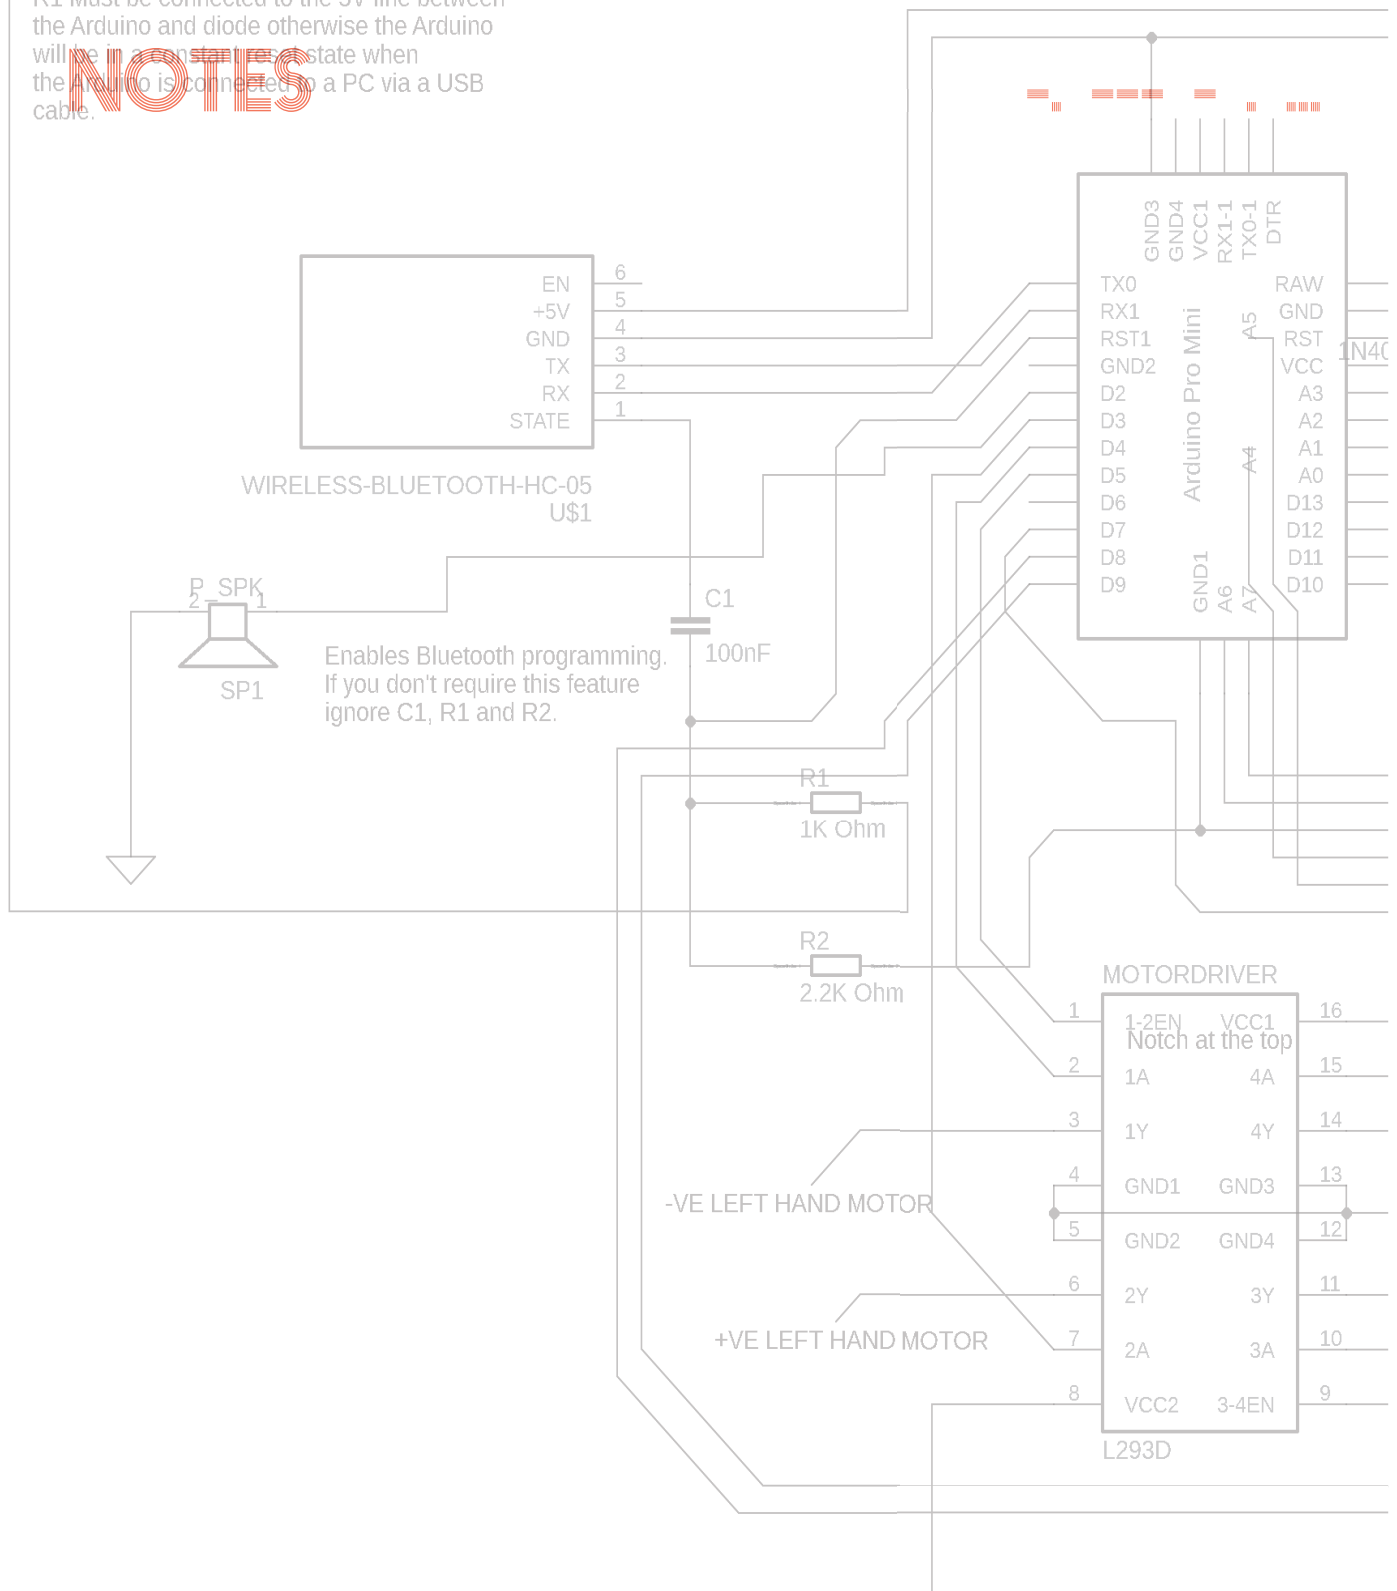 R1 Must be connected to the 5V line between
the Arduino and diode otherwise the Arduino
will be in a constant reset state when
the Arduino is connected to a PC via a USB
cable.
NOTES
GND3
GND4
VCC1
RX1-1
TX0-1
DTR
EN 6
+5V 5
GND 4
TX 3
RX 2
STATE 1
WIRELESS-BLUETOOTH-HC-05
U$1
TX0 RAW
RX1 GND
RST1 RST
GND2 VCC
D2 A3
D3 A2
D4 A1
D5 A0
D6 D13
D7 D12
D8 D11
D9 D10
Arduino Pro Mini
A5
A4
GND1
A6
A7
1N40
P_SPK
2 1
SP1
C1
100nF
Enables Bluetooth programming.
If you don't require this feature
ignore C1, R1 and R2.
R1
1K Ohm
R2
2.2K Ohm
MOTORDRIVER
1 1-2EN VCC1 16
Notch at the top
2 1A 4A 15
3 1Y 4Y 14
4 GND1 GND3 13
-VE LEFT HAND MOTOR
5 GND2 GND4 12
6 2Y 3Y 11
+VE LEFT HAND MOTOR
7 2A 3A 10
8 VCC2 3-4EN 9
L293D